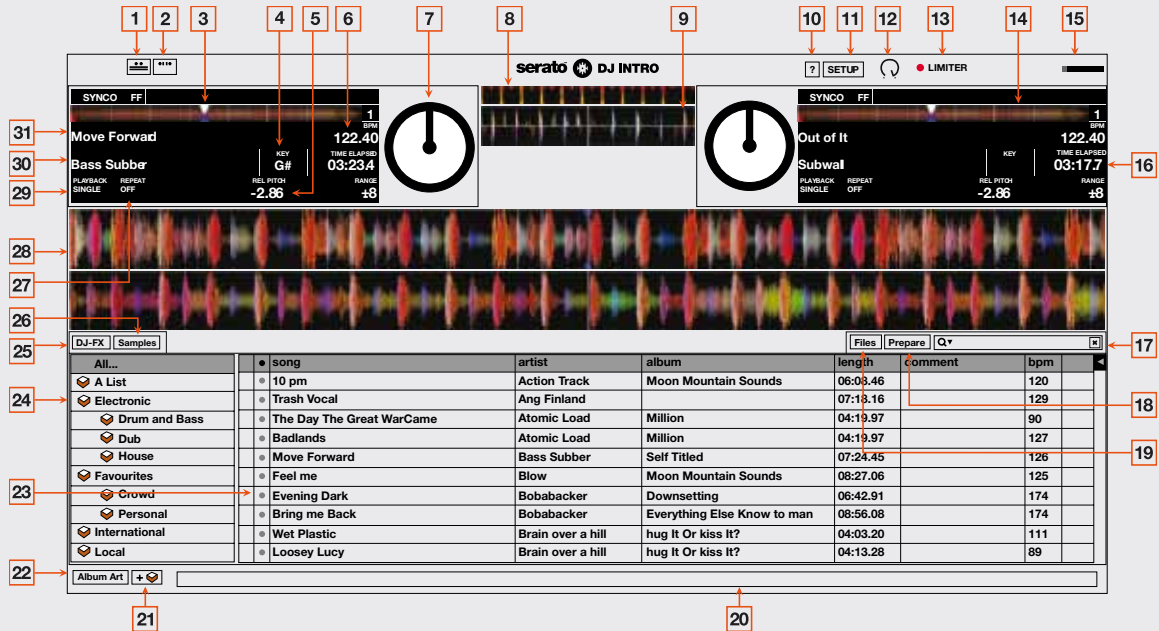 1 2 3 4 5 6 7 8 9 10 11 12 13 14 15
serato DJ INTRO
? SETUP LIMITER
SYNCO FF
1
BPM
Move Forward 122.40
KEY TIME ELAPSED
Bass Subber G# 03:23.4
PLAYBACK REPEAT REL PITCH RANGE
SINGLE OFF -2.86 ±8
SYNCO FF
1
BPM
Out of It 122.40
KEY TIME ELAPSED
Subwall 03:17.7
PLAYBACK REPEAT REL PITCH RANGE
SINGLE OFF -2.86 ±8
31
30
29
28
27
26
25
24
23
22
16
17
18
19
DJ-FX Samples
Files Prepare Q
All...
A List
Electronic
Drum and Bass
Dub
House
Favourites
Crowd
Personal
International
Local
song artist album length comment bpm
10 pm Action Track Moon Mountain Sounds 06:08.46 120
Trash Vocal Ang Finland 07:18.16 129
The Day The Great WarCame Atomic Load Million 04:19.97 90
Badlands Atomic Load Million 04:19.97 127
Move Forward Bass Subber Self Titled 07:24.45 126
Feel me Blow Moon Mountain Sounds 08:27.06 125
Evening Dark Bobabacker Downsetting 06:42.91 174
Bring me Back Bobabacker Everything Else Know to man 08:56.08 174
Wet Plastic Brain over a hill hug It Or kiss It? 04:03.20 111
Loosey Lucy Brain over a hill hug It Or kiss It? 04:13.28 89
Album Art +
21 20